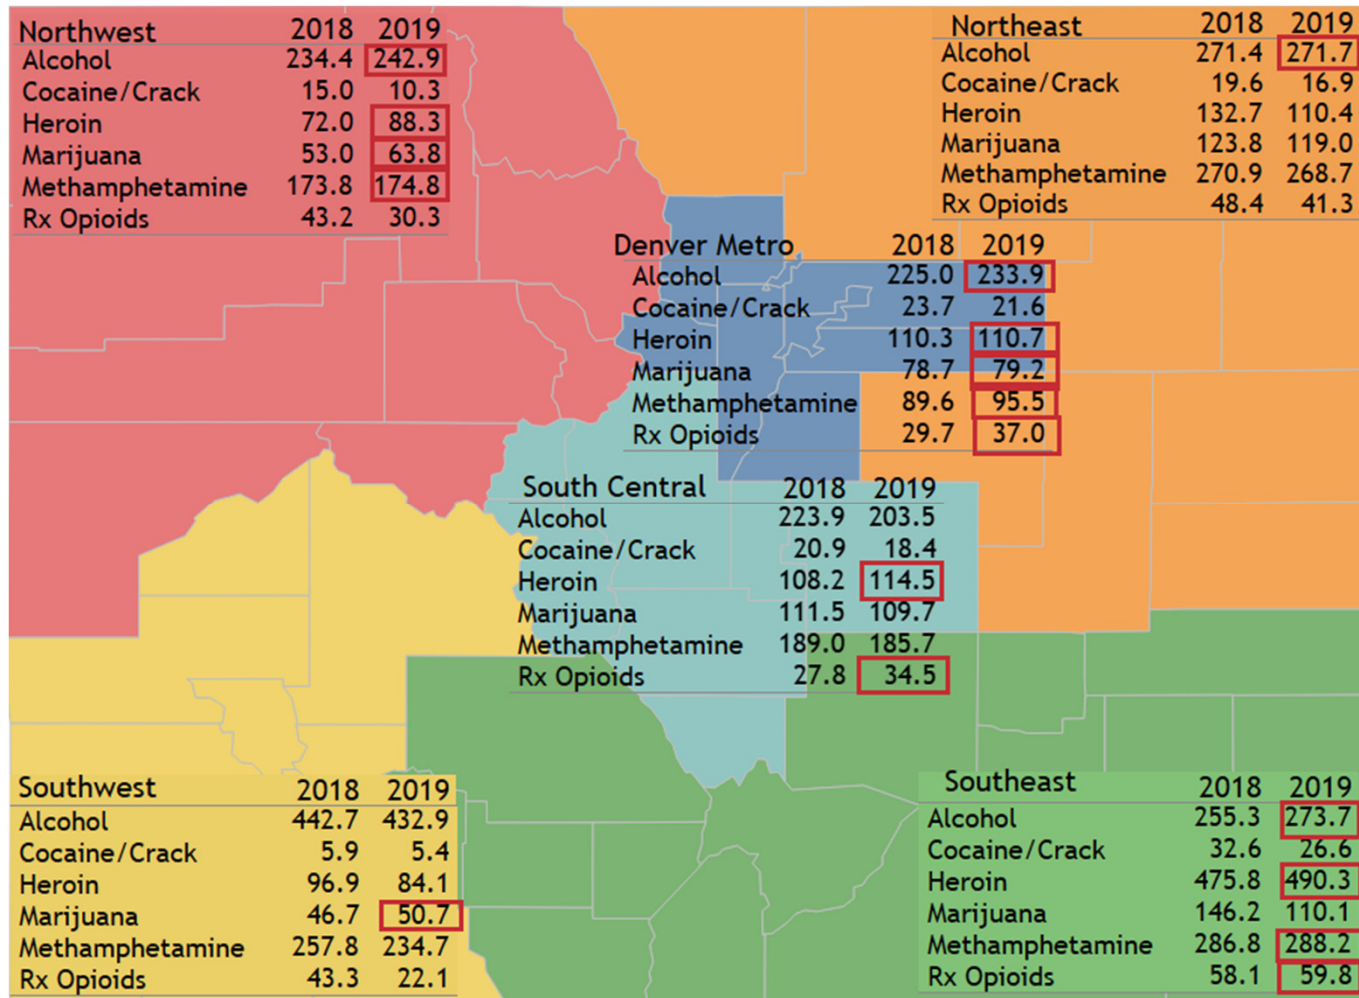 Northwest 2018 2019
Alcohol 234.4 242.9
Cocaine/Crack 15.0 10.3
Heroin 72.0 88.3
Marijuana 53.0 63.8
Methamphetamine 173.8 174.8
Rx Opioids 43.2 30.3
Northeast 2018 2019
Alcohol 271.4 271.7
Cocaine/Crack 19.6 16.9
Heroin 132.7 110.4
Marijuana 123.8 119.0
Methamphetamine 270.9 268.7
Rx Opioids 48.4 41.3
Denver Metro 2018 2019
Alcohol 225.0 233.9
Cocaine/Crack 23.7 21.6
Heroin 110.3 110.7
Marijuana 78.7 79.2
Methamphetamine 89.6 95.5
Rx Opioids 29.7 37.0
South Central 2018 2019
Alcohol 223.9 203.5
Cocaine/Crack 20.9 18.4
Heroin 108.2 114.5
Marijuana 111.5 109.7
Methamphetamine 189.0 185.7
Rx Opioids 27.8 34.5
Southwest 2018 2019
Alcohol 442.7 432.9
Cocaine/Crack 5.9 5.4
Heroin 96.9 84.1
Marijuana 46.7 50.7
Methamphetamine 257.8 234.7
Rx Opioids 43.3 22.1
Southeast 2018 2019
Alcohol 255.3 273.7
Cocaine/Crack 32.6 26.6
Heroin 475.8 490.3
Marijuana 146.2 110.1
Methamphetamine 286.8 288.2
Rx Opioids 58.1 59.8